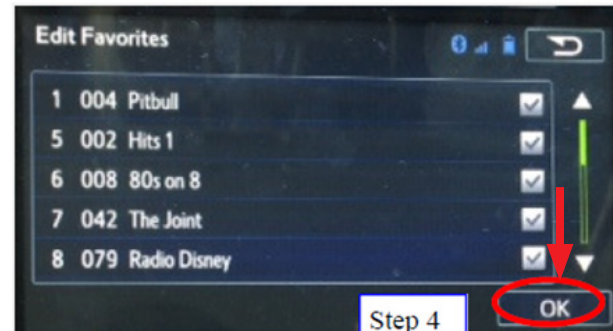 Edit Favorites
1 004 Pitbull
5 002 Hits 1
6 008 80s on 8
7 042 The Joint
8 079 Radio Disney
OK
Step 4